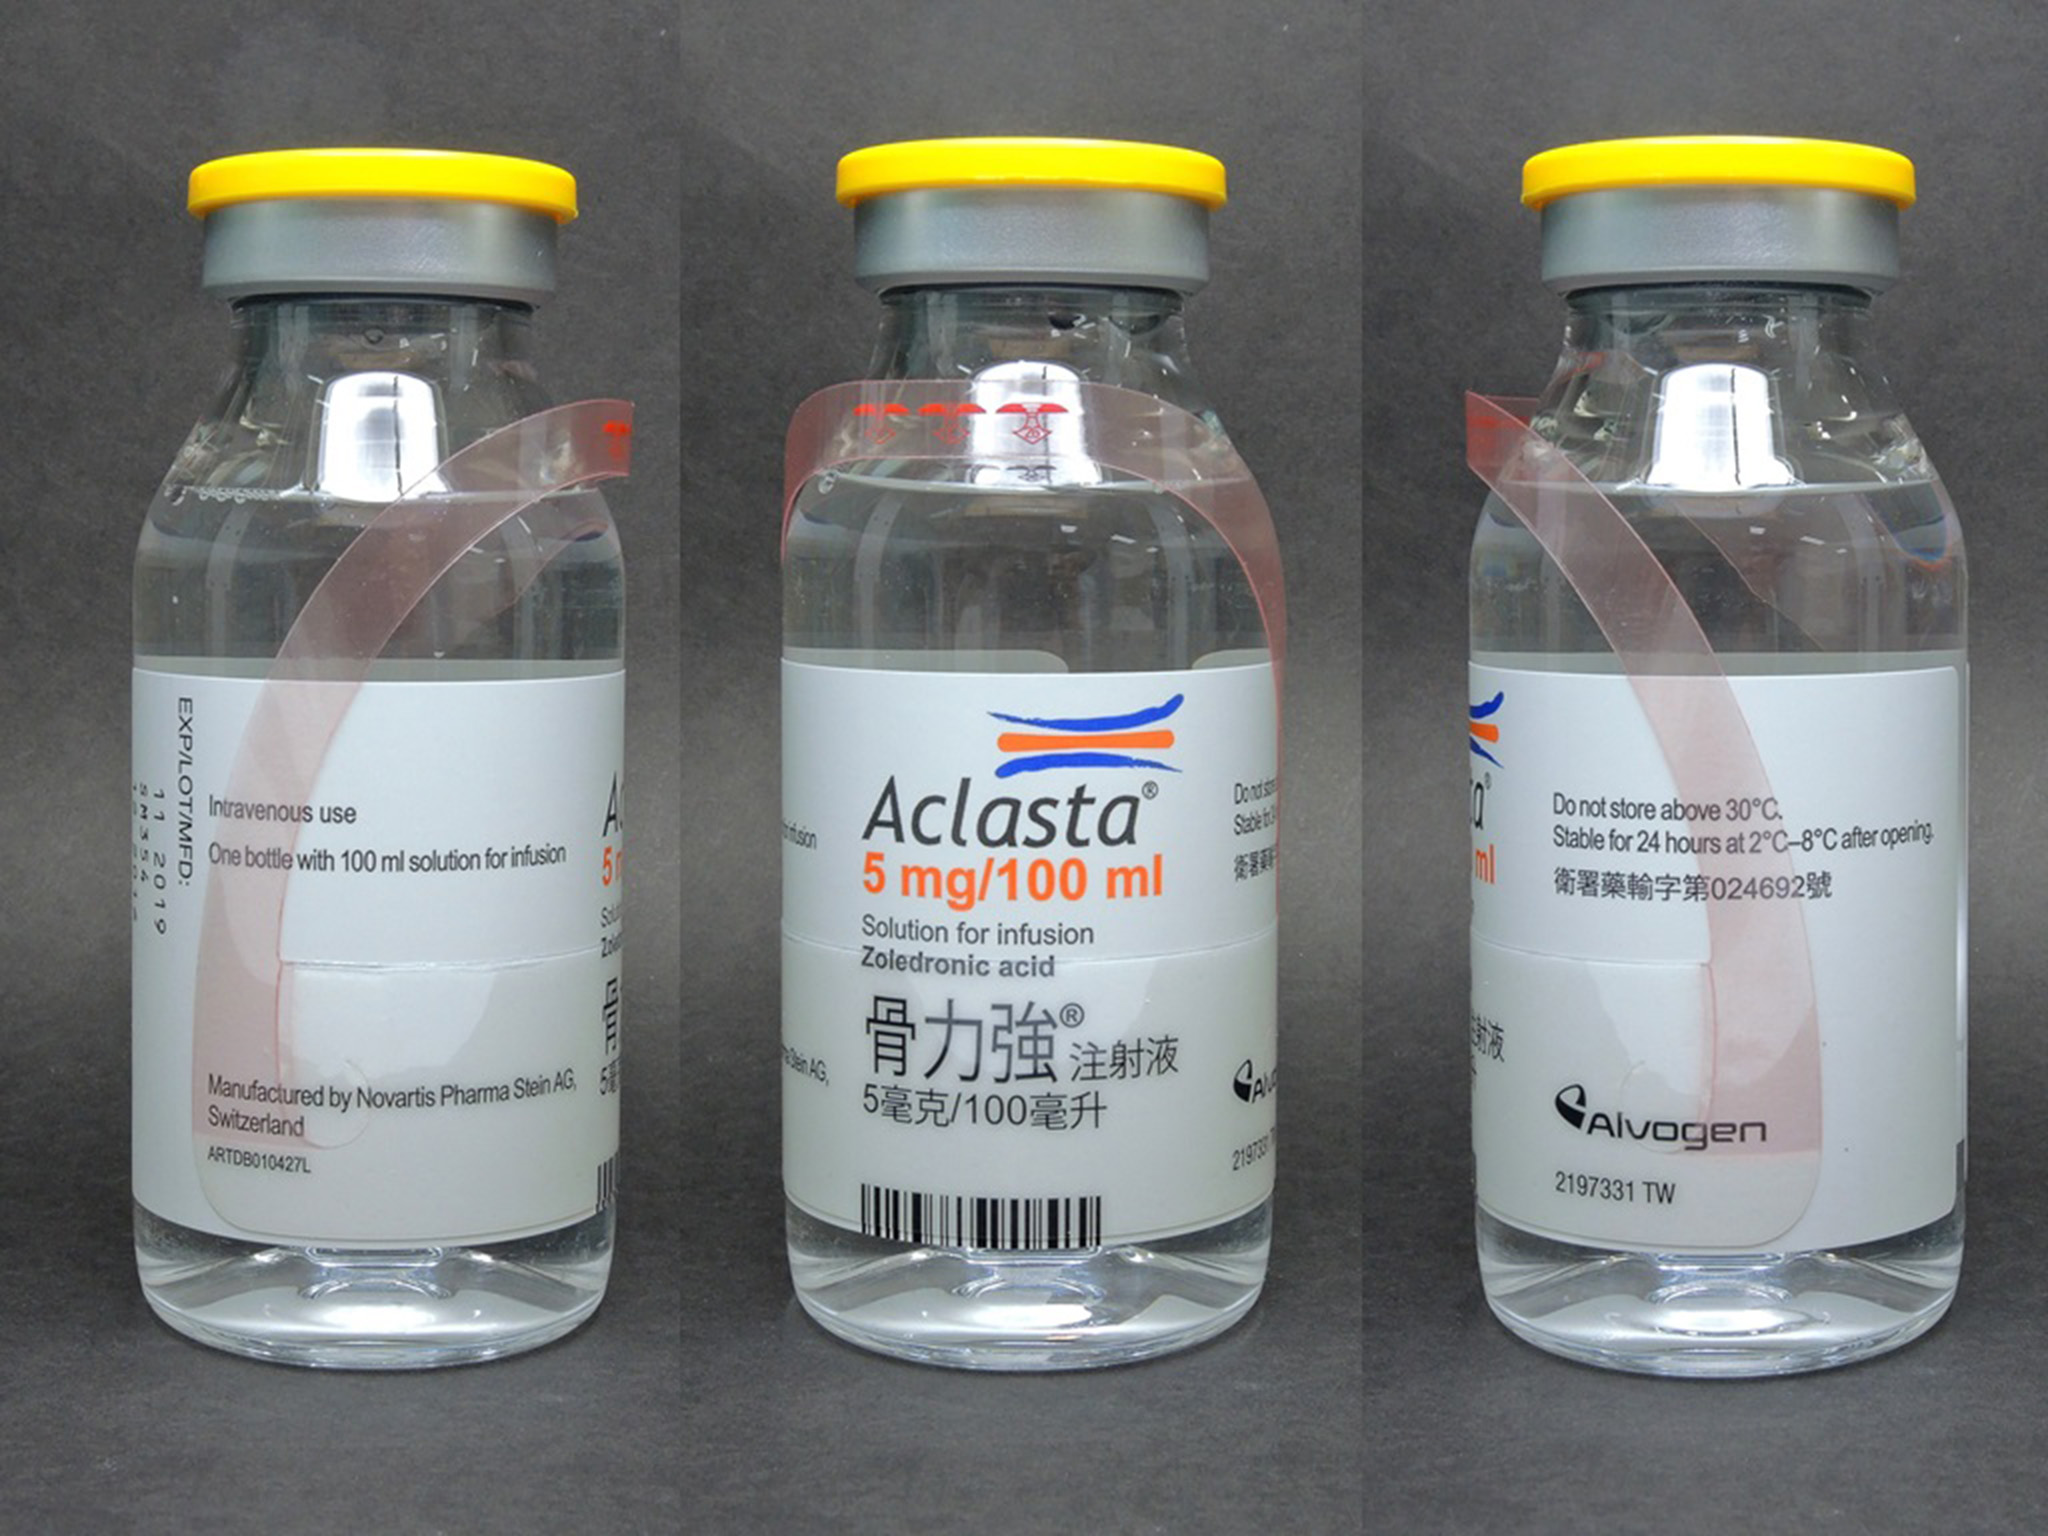 EXP/LOT/MFD:
11 2019
SM354
Intravenous use
One bottle with 100 ml solution for infusion
Manufactured by Novartis Pharma Stein AG,
Switzerland
ARTDB010427L
Aclasta®
5 mg/100 ml
Solution for infusion
Zoledronic acid
骨力強® 注射液
5毫克/100毫升
Do not store above 30°C.
Stable for 24 hours at 2°C–8°C after opening.
衛署藥輸字第024692號
Alvogen
2197331 TW